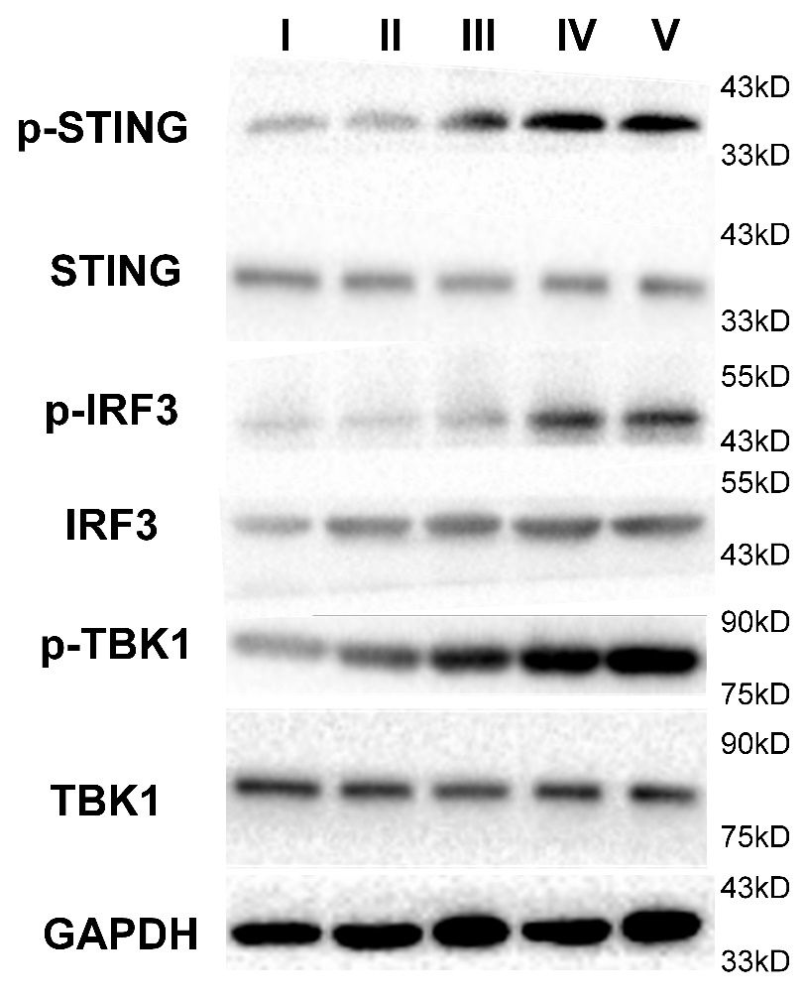 I II III IV V
43kD
p-STING
33kD
43kD
STING
33kD
55kD
p-IRF3
43kD
55kD
IRF3
43kD
90kD
p-TBK1
75kD
90kD
TBK1
75kD
43kD
GAPDH
33kD